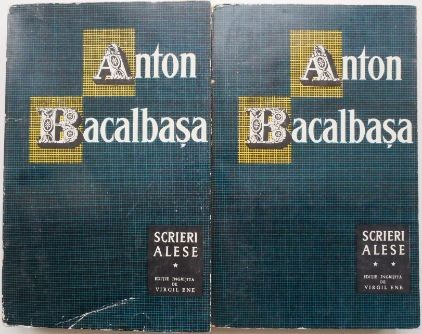 Anton
Bacalbașa
SCRIERI
ALESE
*
EDIȚIE ÎNGRIJITĂ
DE
VIRGIL ENE
Anton
Bacalbașa
SCRIERI
ALESE
* *
EDIȚIE ÎNGRIJITĂ
DE
VIRGIL ENE